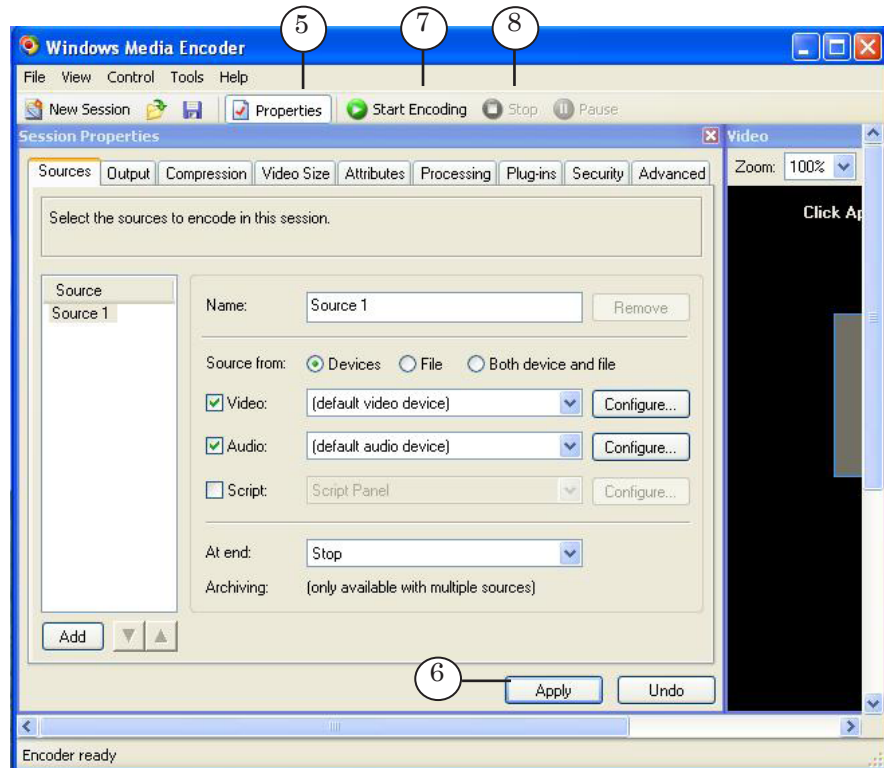 5 7 8
Windows Media Encoder
File View Control Tools Help
New Session Properties Start Encoding Stop Pause
Session Properties
Video
Sources Output Compression Video Size Attributes Processing Plug-ins Security Advanced
Zoom: 100%
Select the sources to encode in this session.
Click Ap
Source
Source 1
Name: Source 1 Remove
Source from: Devices File Both device and file
Video: (default video device) Configure...
Audio: (default audio device) Configure...
Script: Script Panel Configure...
At end: Stop
Archiving: (only available with multiple sources)
Add
6
Apply Undo
Encoder ready